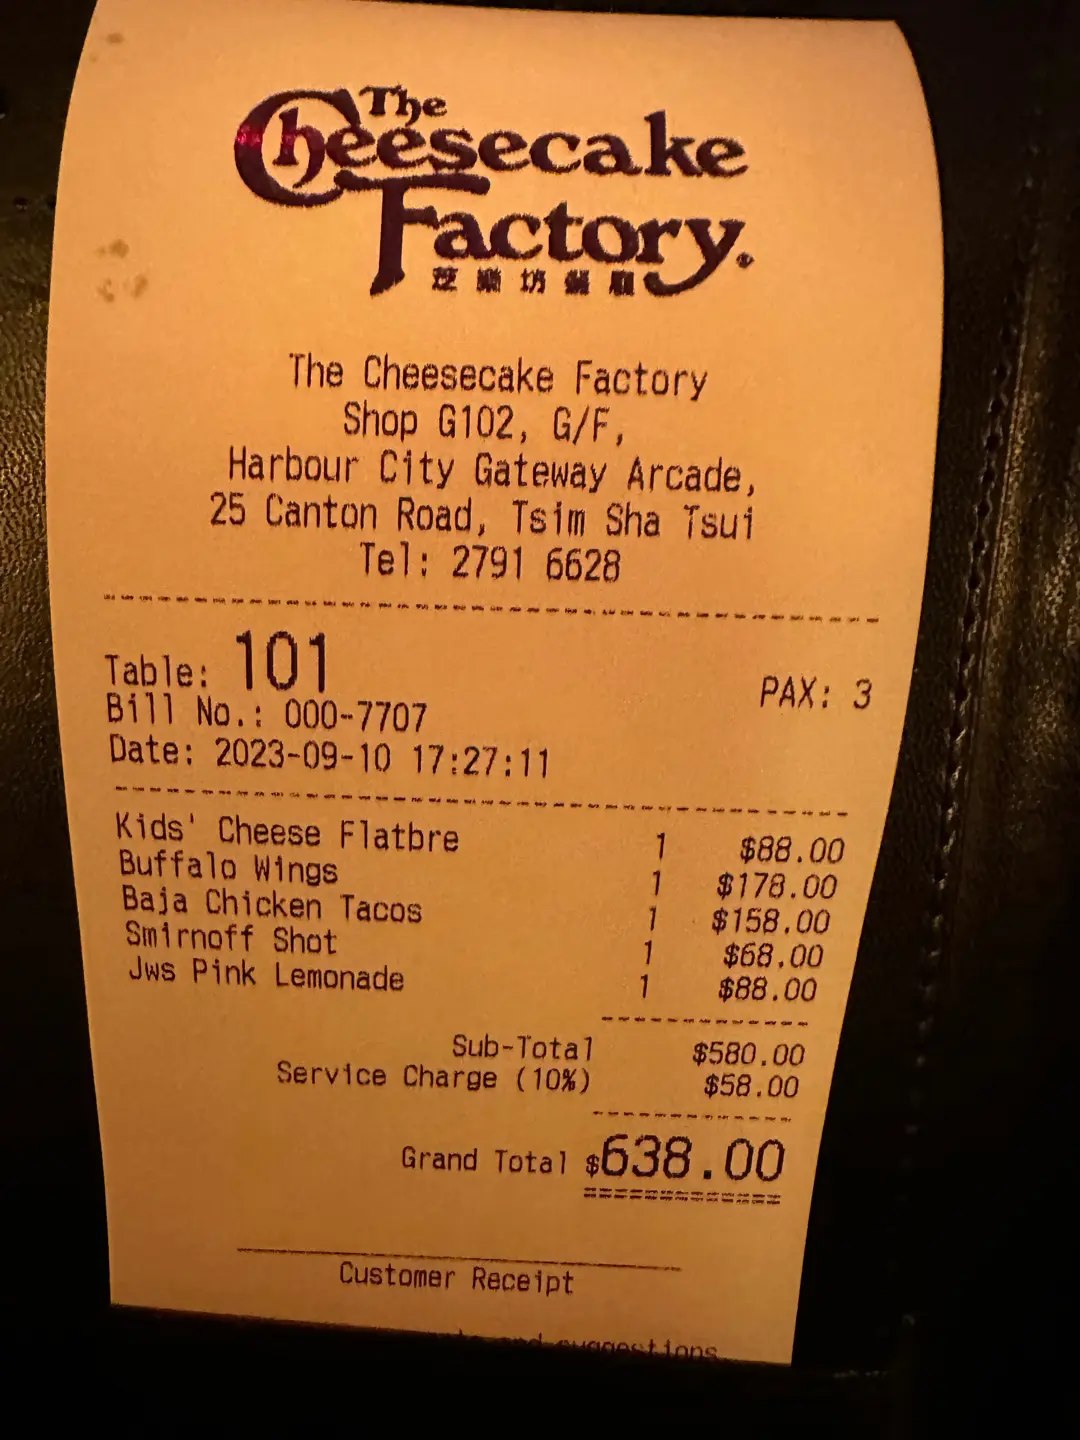 The
Cheesecake
Factory
芝樂坊餐廳
The Cheesecake Factory
Shop G102, G/F,
Harbour City Gateway Arcade,
25 Canton Road, Tsim Sha Tsui
Tel: 2791 6628
Table: 101
PAX: 3
Bill No.: 000-7707
Date: 2023-09-10 17:27:11
Kids' Cheese Flatbre 1 $88.00
Buffalo Wings 1 $178.00
Baja Chicken Tacos 1 $158.00
Smirnoff Shot 1 $68.00
Jws Pink Lemonade 1 $88.00
Sub-Total $580.00
Service Charge (10%) $58.00
Grand Total $638.00
Customer Receipt
and suggestions